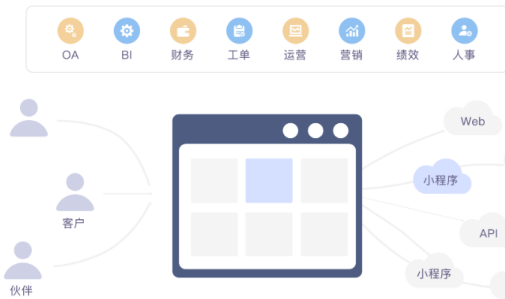 OA BI 财务 工单 运营 营销 绩效 人事
Web
小程序
客户
API
小程序
伙伴